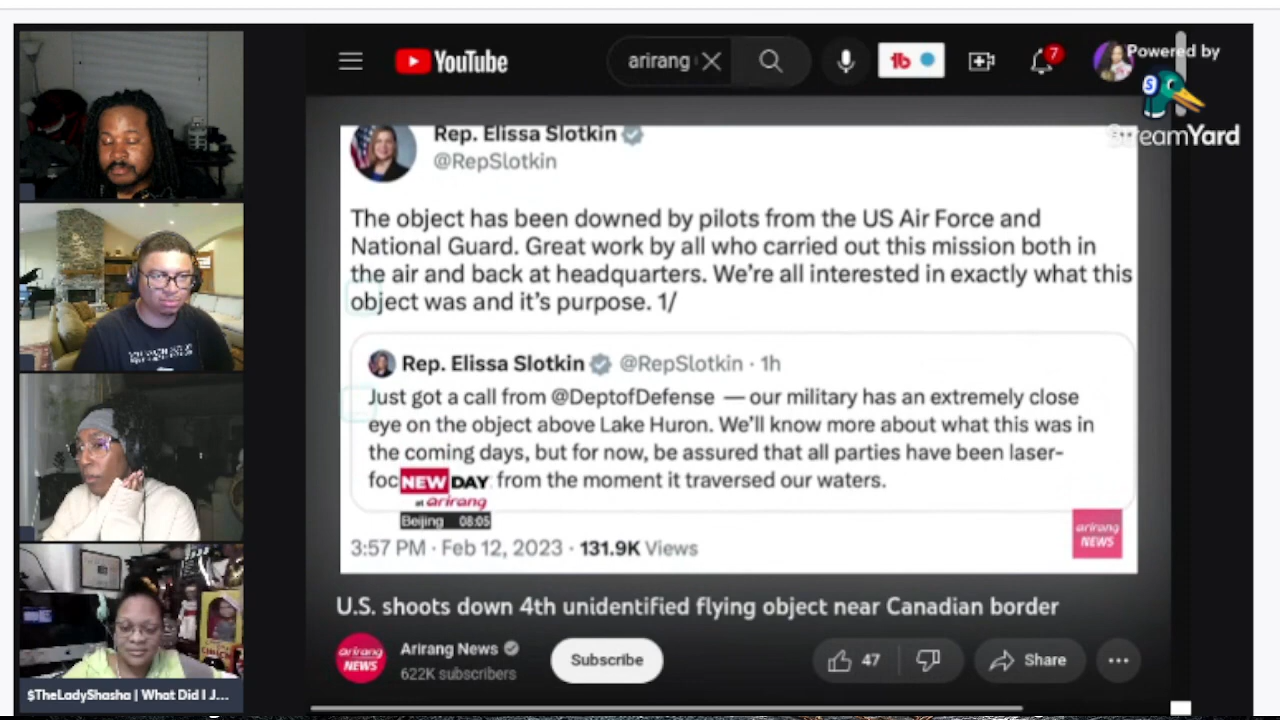 YouTube
arirang
7
Powered by
StreamYard
Rep. Elissa Slotkin
@RepSlotkin
The object has been downed by pilots from the US Air Force and
National Guard. Great work by all who carried out this mission both in
the air and back at headquarters. We're all interested in exactly what this
object was and it's purpose. 1/
Rep. Elissa Slotkin @RepSlotkin · 1h
Just got a call from @DeptofDefense — our military has an extremely close
eye on the object above Lake Huron. We'll know more about what this was in
the coming days, but for now, be assured that all parties have been laser-
foc from the moment it traversed our waters.
NEW DAY
at arirang
Beijing 08:05
3:57 PM · Feb 12, 2023 · 131.9K Views
arirang
NEWS
U.S. shoots down 4th unidentified flying object near Canadian border
arirang
NEWS
Arirang News
622K subscribers
Subscribe
47
Share
$TheLadyShasha | What Did I J...